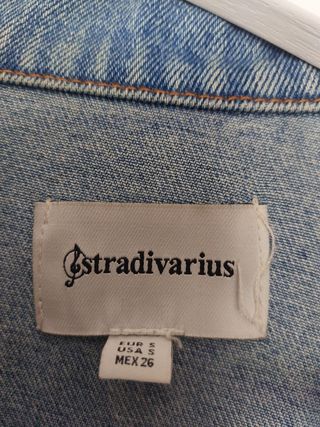 stradivarius
EUR S
USA S
MEX 26